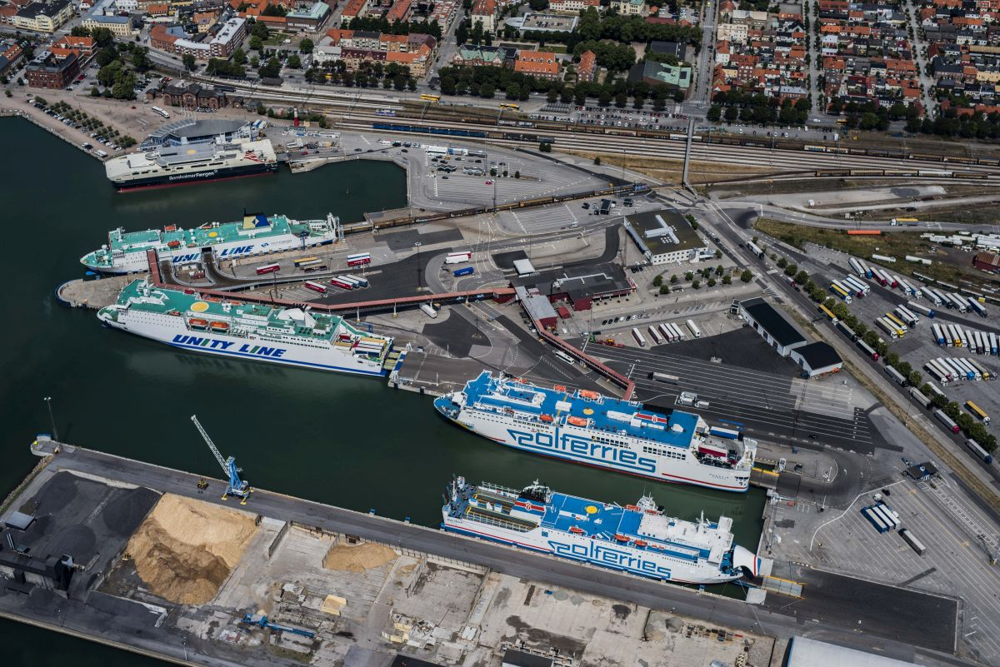 BornholmerFærgen
UNITY LINE
UNITY LINE
polferries
polferries